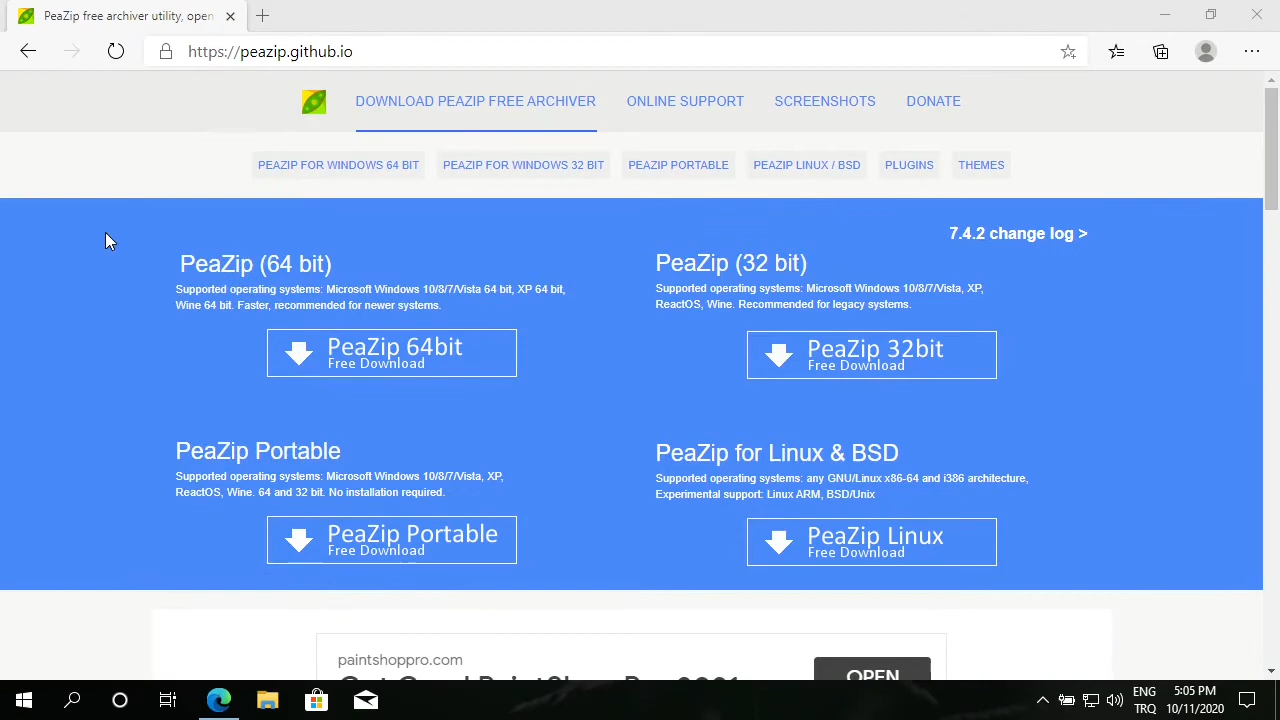 PeaZip free archiver utility, open
https://peazip.github.io
DOWNLOAD PEAZIP FREE ARCHIVER
ONLINE SUPPORT
SCREENSHOTS
DONATE
PEAZIP FOR WINDOWS 64 BIT
PEAZIP FOR WINDOWS 32 BIT
PEAZIP PORTABLE
PEAZIP LINUX / BSD
PLUGINS
THEMES
7.4.2 change log >
PeaZip (64 bit)
Supported operating systems: Microsoft Windows 10/8/7/Vista 64 bit, XP 64 bit,
Wine 64 bit. Faster, recommended for newer systems.
PeaZip 64bit
Free Download
PeaZip (32 bit)
Supported operating systems: Microsoft Windows 10/8/7/Vista, XP,
ReactOS, Wine. Recommended for legacy systems.
PeaZip 32bit
Free Download
PeaZip Portable
Supported operating systems: Microsoft Windows 10/8/7/Vista, XP,
ReactOS, Wine. 64 and 32 bit. No installation required.
PeaZip Portable
Free Download
PeaZip for Linux & BSD
Supported operating systems: any GNU/Linux x86-64 and i386 architecture,
Experimental support: Linux ARM, BSD/Unix
PeaZip Linux
Free Download
paintshoppro.com
OPEN
ENG
TRQ
5:05 PM
10/11/2020